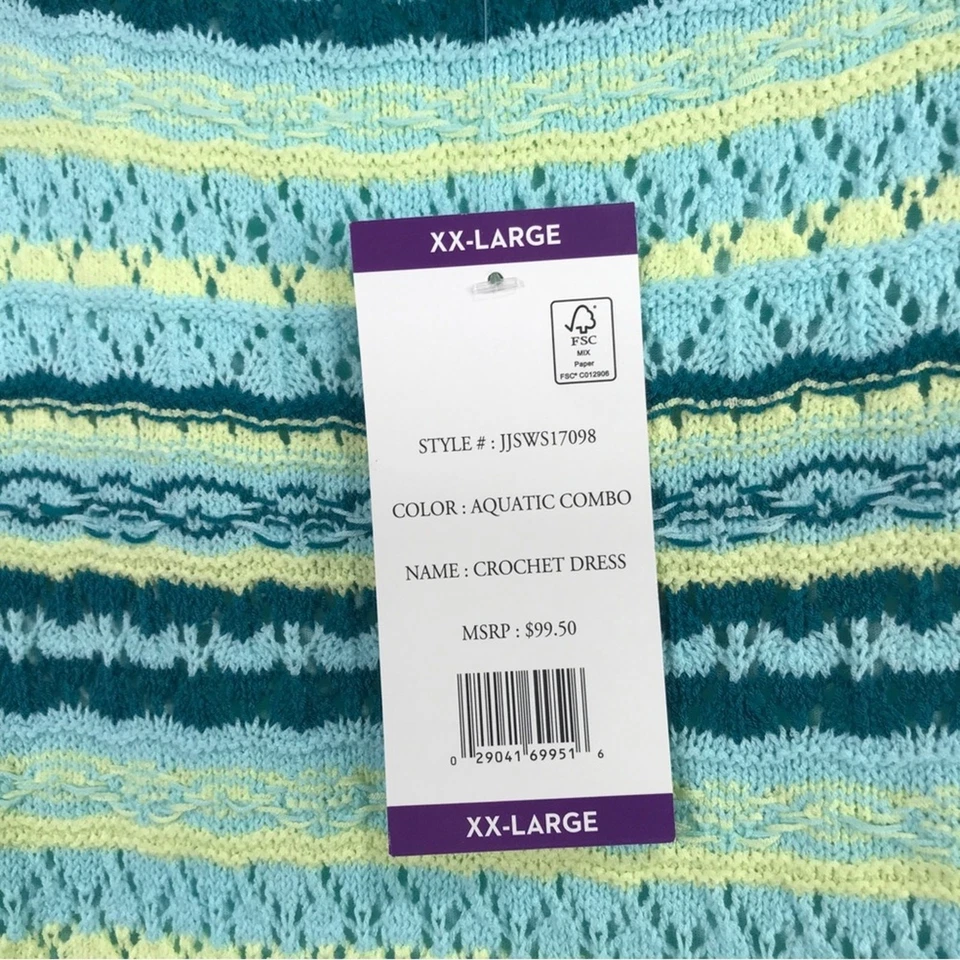 XX-LARGE
FSC
MIX
Paper
FSC® C012906
STYLE # : JJSWS17098
COLOR : AQUATIC COMBO
NAME : CROCHET DRESS
MSRP : $99.50
0 29041 69951 6
XX-LARGE